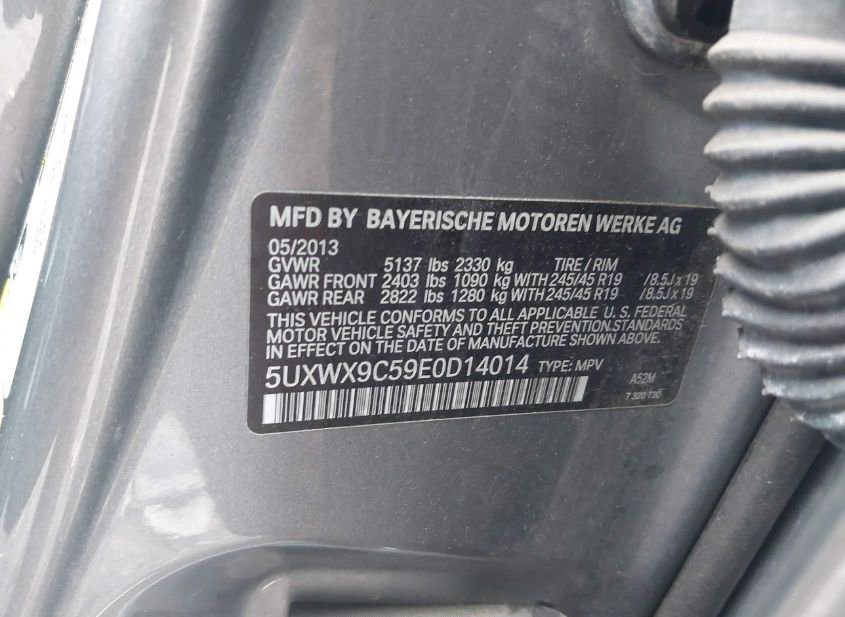 MFD BY BAYERISCHE MOTOREN WERKE AG
05/2013
GVWR 5137 lbs 2330 kg TIRE / RIM
GAWR FRONT 2403 lbs 1090 kg WITH 245/45 R19 /8.5J x 19
GAWR REAR 2822 lbs 1280 kg WITH 245/45 R19 /8.5J x 19
THIS VEHICLE CONFORMS TO ALL APPLICABLE U. S. FEDERAL
MOTOR VEHICLE SAFETY AND THEFT PREVENTION.STANDARDS
IN EFFECT ON THE DATE OF MANUFACTURE SHOWN ABOVE.
5UXWX9C59E0D14014 TYPE: MPV
A52M
7 320 730